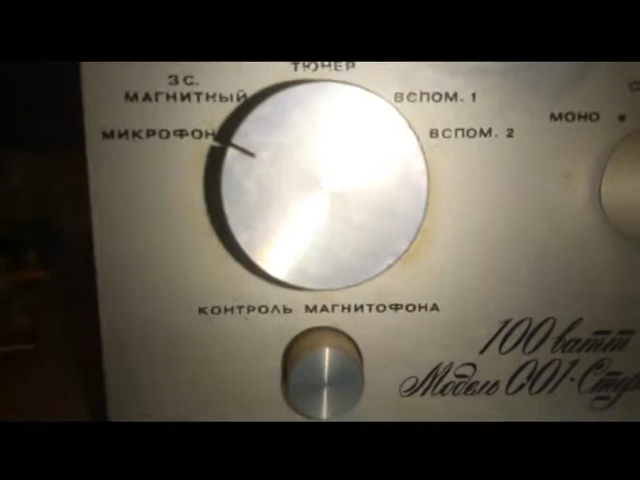 ТЮНЕР
ЗС.
МАГНИТНЫЙ
ВСПОМ. 1
МИКРОФОН
ВСПОМ. 2
МОНО
КОНТРОЛЬ МАГНИТОФОНА
100 ватт
Модель 001·